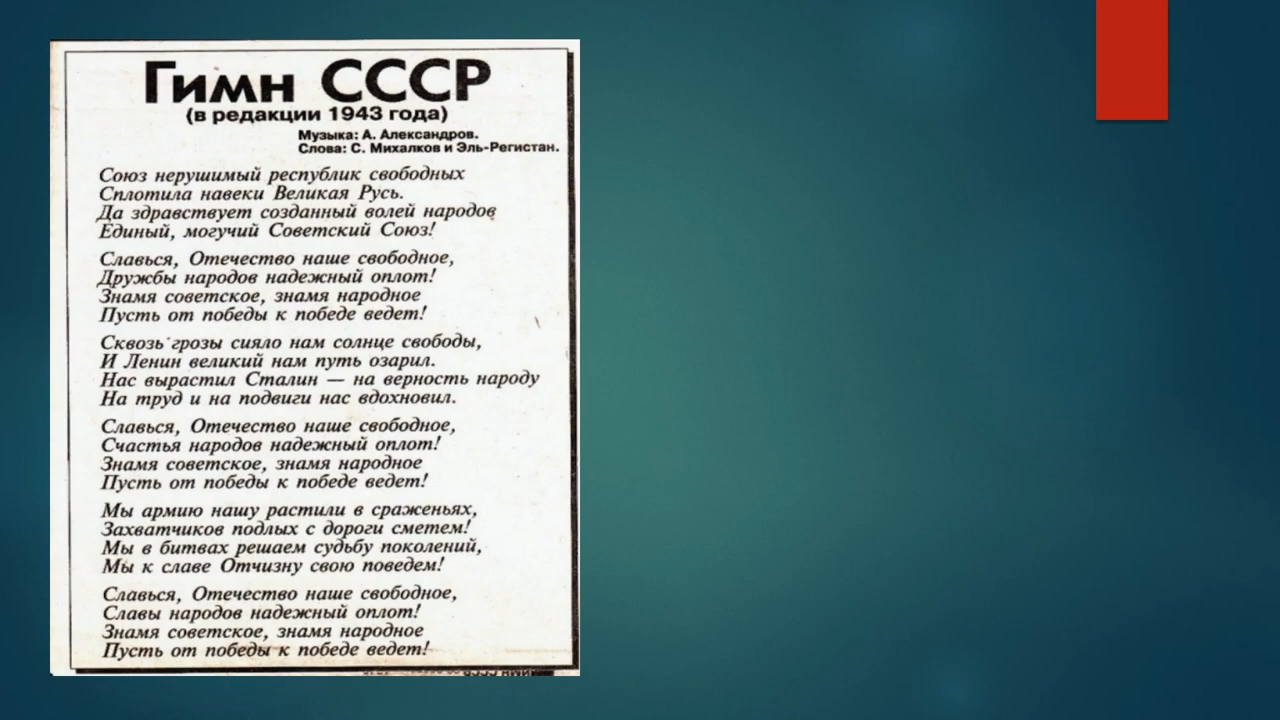 Гимн СССР
(в редакции 1943 года)
Музыка: А. Александров.
Слова: С. Михалков и Эль-Регистан.
Союз нерушимый республик свободных
Сплотила навеки Великая Русь.
Да здравствует созданный волей народов
Единый, могучий Советский Союз!
Славься, Отечество наше свободное,
Дружбы народов надежный оплот!
Знамя советское, знамя народное
Пусть от победы к победе ведет!
Сквозь грозы сияло нам солнце свободы,
И Ленин великий нам путь озарил.
Нас вырастил Сталин — на верность народу
На труд и на подвиги нас вдохновил.
Славься, Отечество наше свободное,
Счастья народов надежный оплот!
Знамя советское, знамя народное
Пусть от победы к победе ведет!
Мы армию нашу растили в сраженьях,
Захватчиков подлых с дороги сметем!
Мы в битвах решаем судьбу поколений,
Мы к славе Отчизну свою поведем!
Славься, Отечество наше свободное,
Славы народов надежный оплот!
Знамя советское, знамя народное
Пусть от победы к победе ведет!